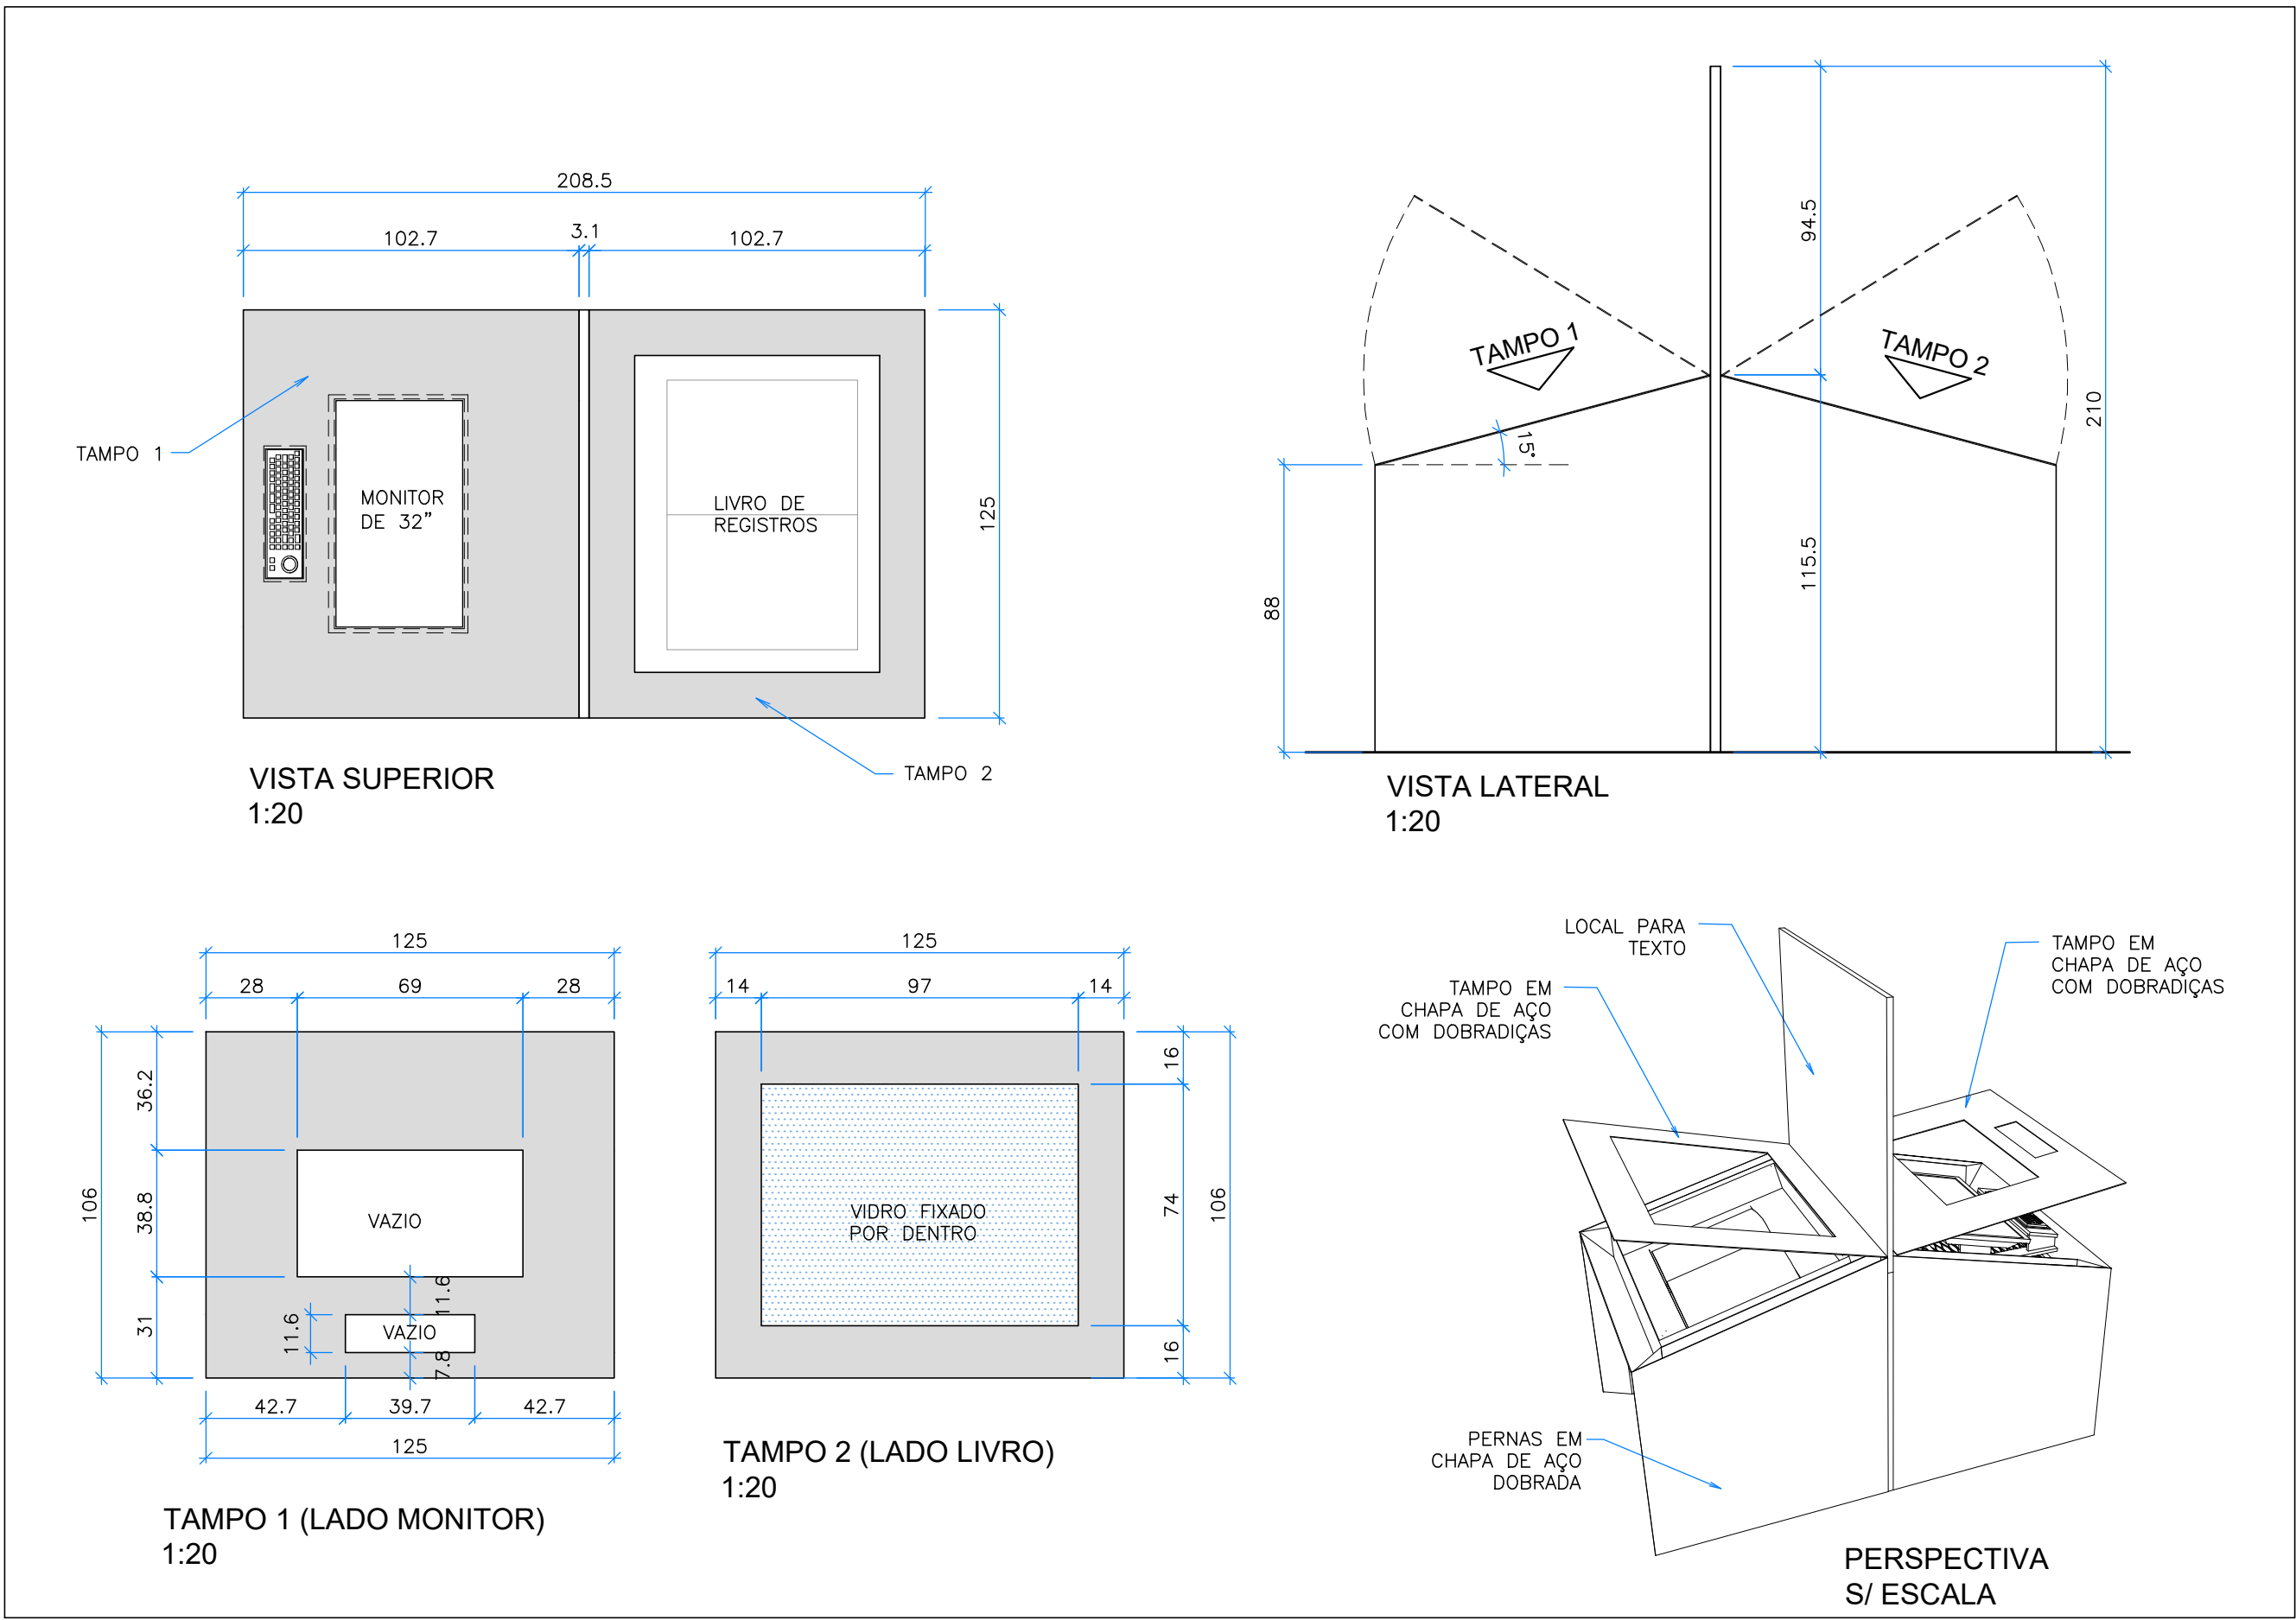 208.5
102.7
3.1
102.7
125
TAMPO 1
MONITOR
DE 32"
LIVRO DE
REGISTROS
TAMPO 2
VISTA SUPERIOR
1:20
TAMPO 1
TAMPO 2
15°
94.5
210
115.5
88
VISTA LATERAL
1:20
125
28
69
28
36.2
38.8
31
106
VAZIO
11.6
11.6
VAZIO
7.8
42.7
39.7
42.7
125
TAMPO 1 (LADO MONITOR)
1:20
125
14
97
14
16
74
16
106
VIDRO FIXADO
POR DENTRO
TAMPO 2 (LADO LIVRO)
1:20
LOCAL PARA
TEXTO
TAMPO EM
CHAPA DE AÇO
COM DOBRADIÇAS
TAMPO EM
CHAPA DE AÇO
COM DOBRADIÇAS
PERNAS EM
CHAPA DE AÇO
DOBRADA
PERSPECTIVA
S/ ESCALA